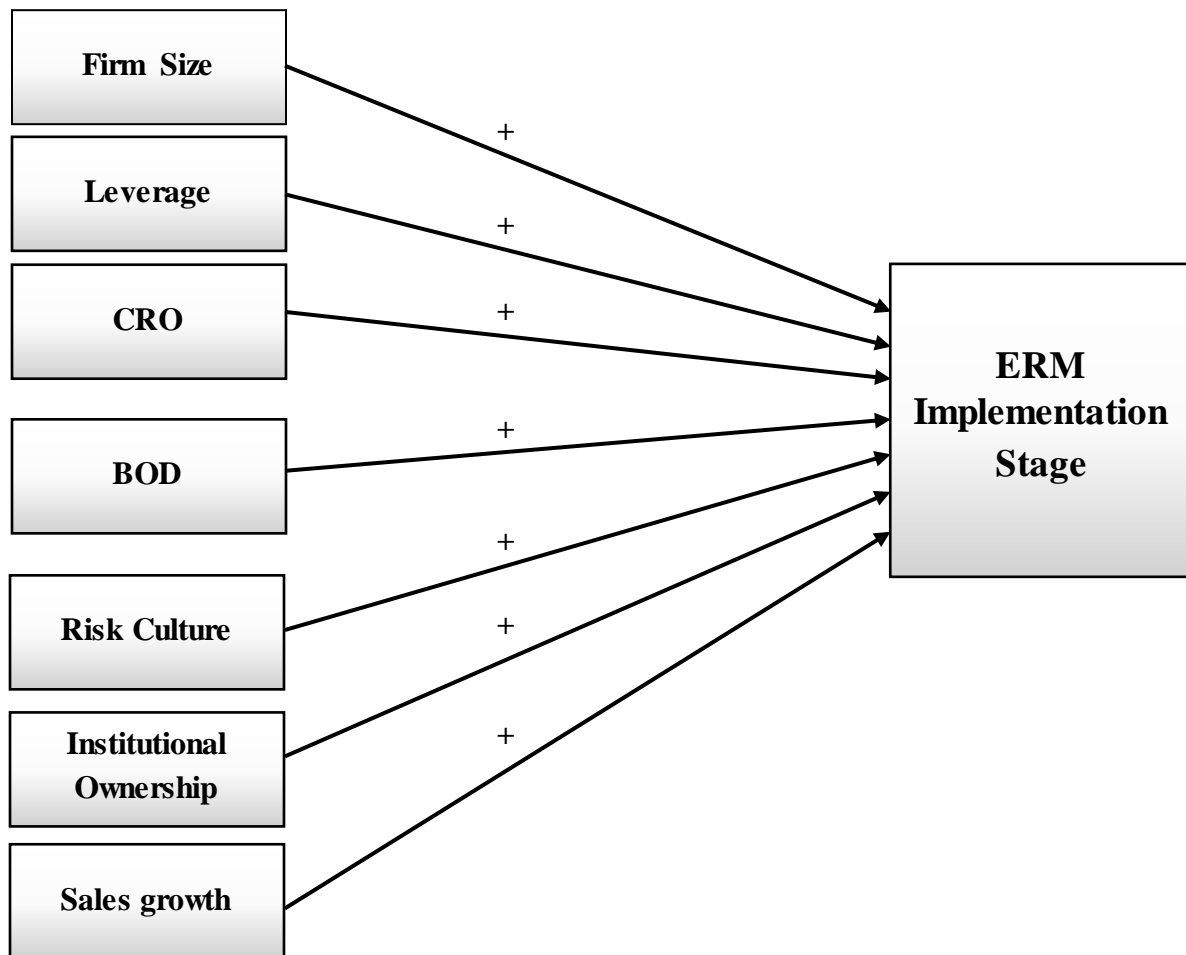 Firm Size
+
Leverage
+
CRO
+
BOD
+
Risk Culture
+
Institutional
Ownership
+
Sales growth
+
ERM
Implementation
Stage